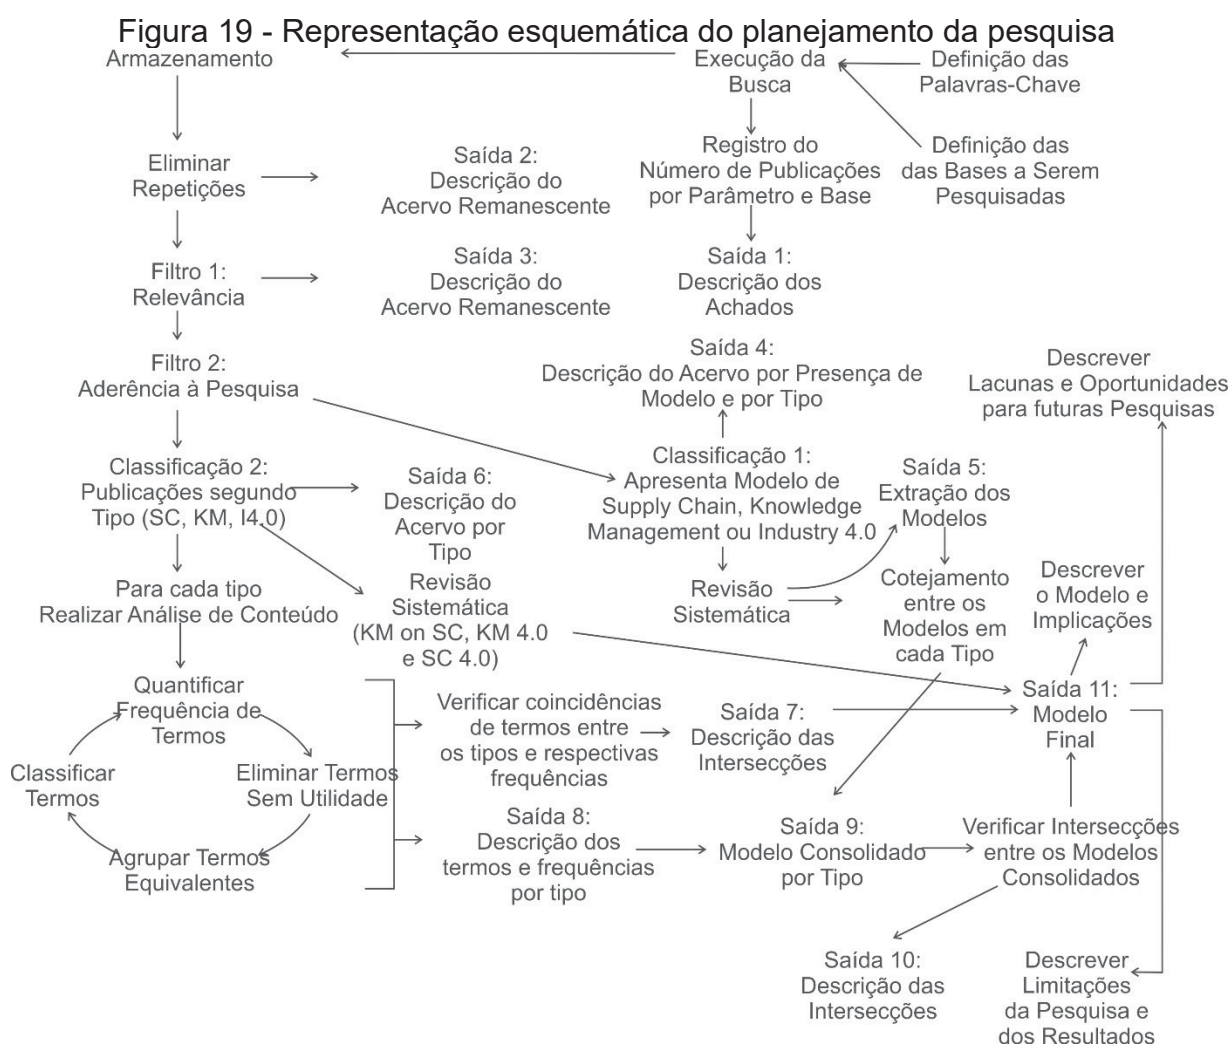 Figura 19 - Representação esquemática do planejamento da pesquisa
Armazenamento
Execução da
Busca
Definição das
Palavras-Chave
Eliminar
Repetições
Saída 2:
Descrição do
Acervo Remanescente
Registro do
Número de Publicações
por Parâmetro e Base
Definição das
das Bases a Serem
Pesquisadas
Filtro 1:
Relevância
Saída 3:
Descrição do
Acervo Remanescente
Saída 1:
Descrição dos
Achados
Filtro 2:
Aderência à Pesquisa
Saída 4:
Descrição do Acervo por Presença de
Modelo e por Tipo
Descrever
Lacunas e Oportunidades
para futuras Pesquisas
Classificação 2:
Publicações segundo
Tipo (SC, KM, I4.0)
Saída 6:
Descrição do
Acervo por
Tipo
Classificação 1:
Apresenta Modelo de
Supply Chain, Knowledge
Management ou Industry 4.0
Saída 5:
Extração dos
Modelos
Para cada tipo
Realizar Análise de Conteúdo
Revisão
Sistemática
(KM on SC, KM 4.0
e SC 4.0)
Revisão
Sistemática
Cotejamento
entre os
Modelos em
cada Tipo
Descrever
o Modelo e
Implicações
Quantificar
Frequência de
Termos
Classificar
Termos
Eliminar Termos
Sem Utilidade
Agrupar Termos
Equivalentes
Verificar coincidências
de termos entre
os tipos e respectivas
frequências
Saída 7:
Descrição das
Intersecções
Saída 11:
Modelo
Final
Saída 8:
Descrição dos
termos e frequências
por tipo
Saída 9:
Modelo Consolidado
por Tipo
Verificar Intersecções
entre os Modelos
Consolidados
Saída 10:
Descrição das
Intersecções
Descrever
Limitações
da Pesquisa e
dos Resultados